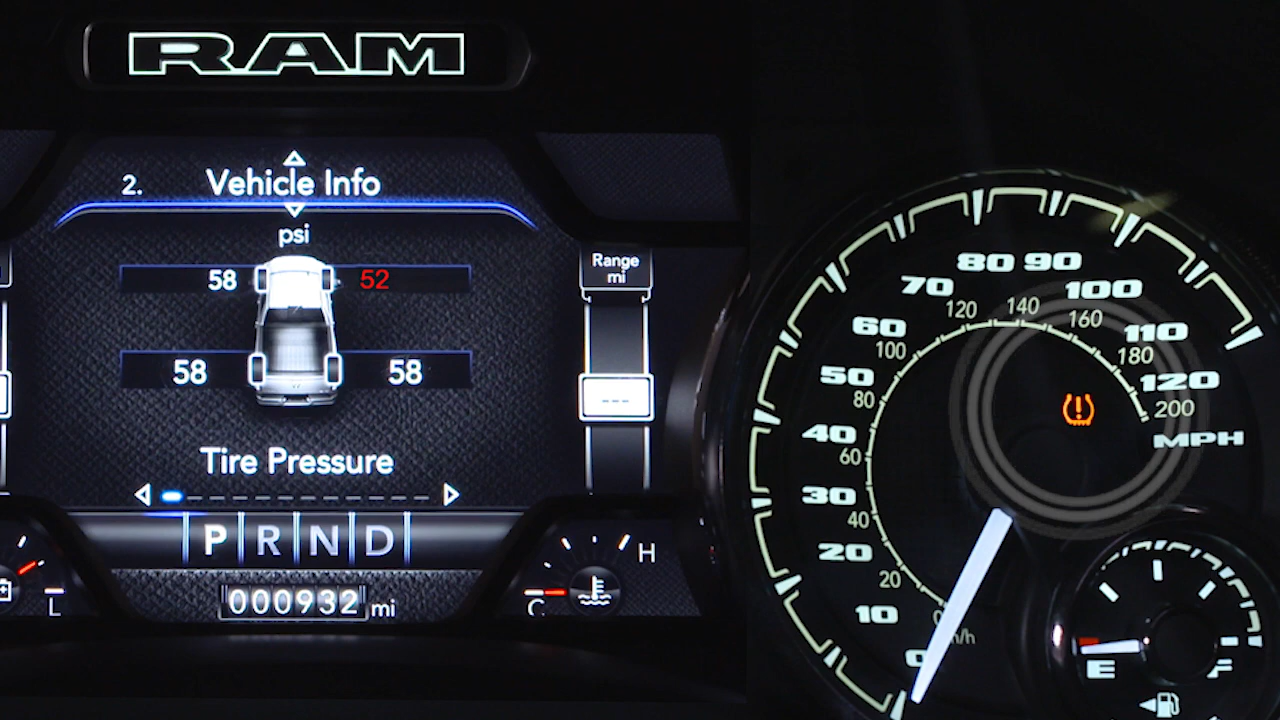 RAM
2. Vehicle Info
psi
58 52
58 58
Tire Pressure
P R N D
000932 mi
L
Range
mi
---
C H
0 10 20 30 40 50 60 70 80 90 100 110 120
MPH
20 40 60 80 100 120 140 160 180 200
E F